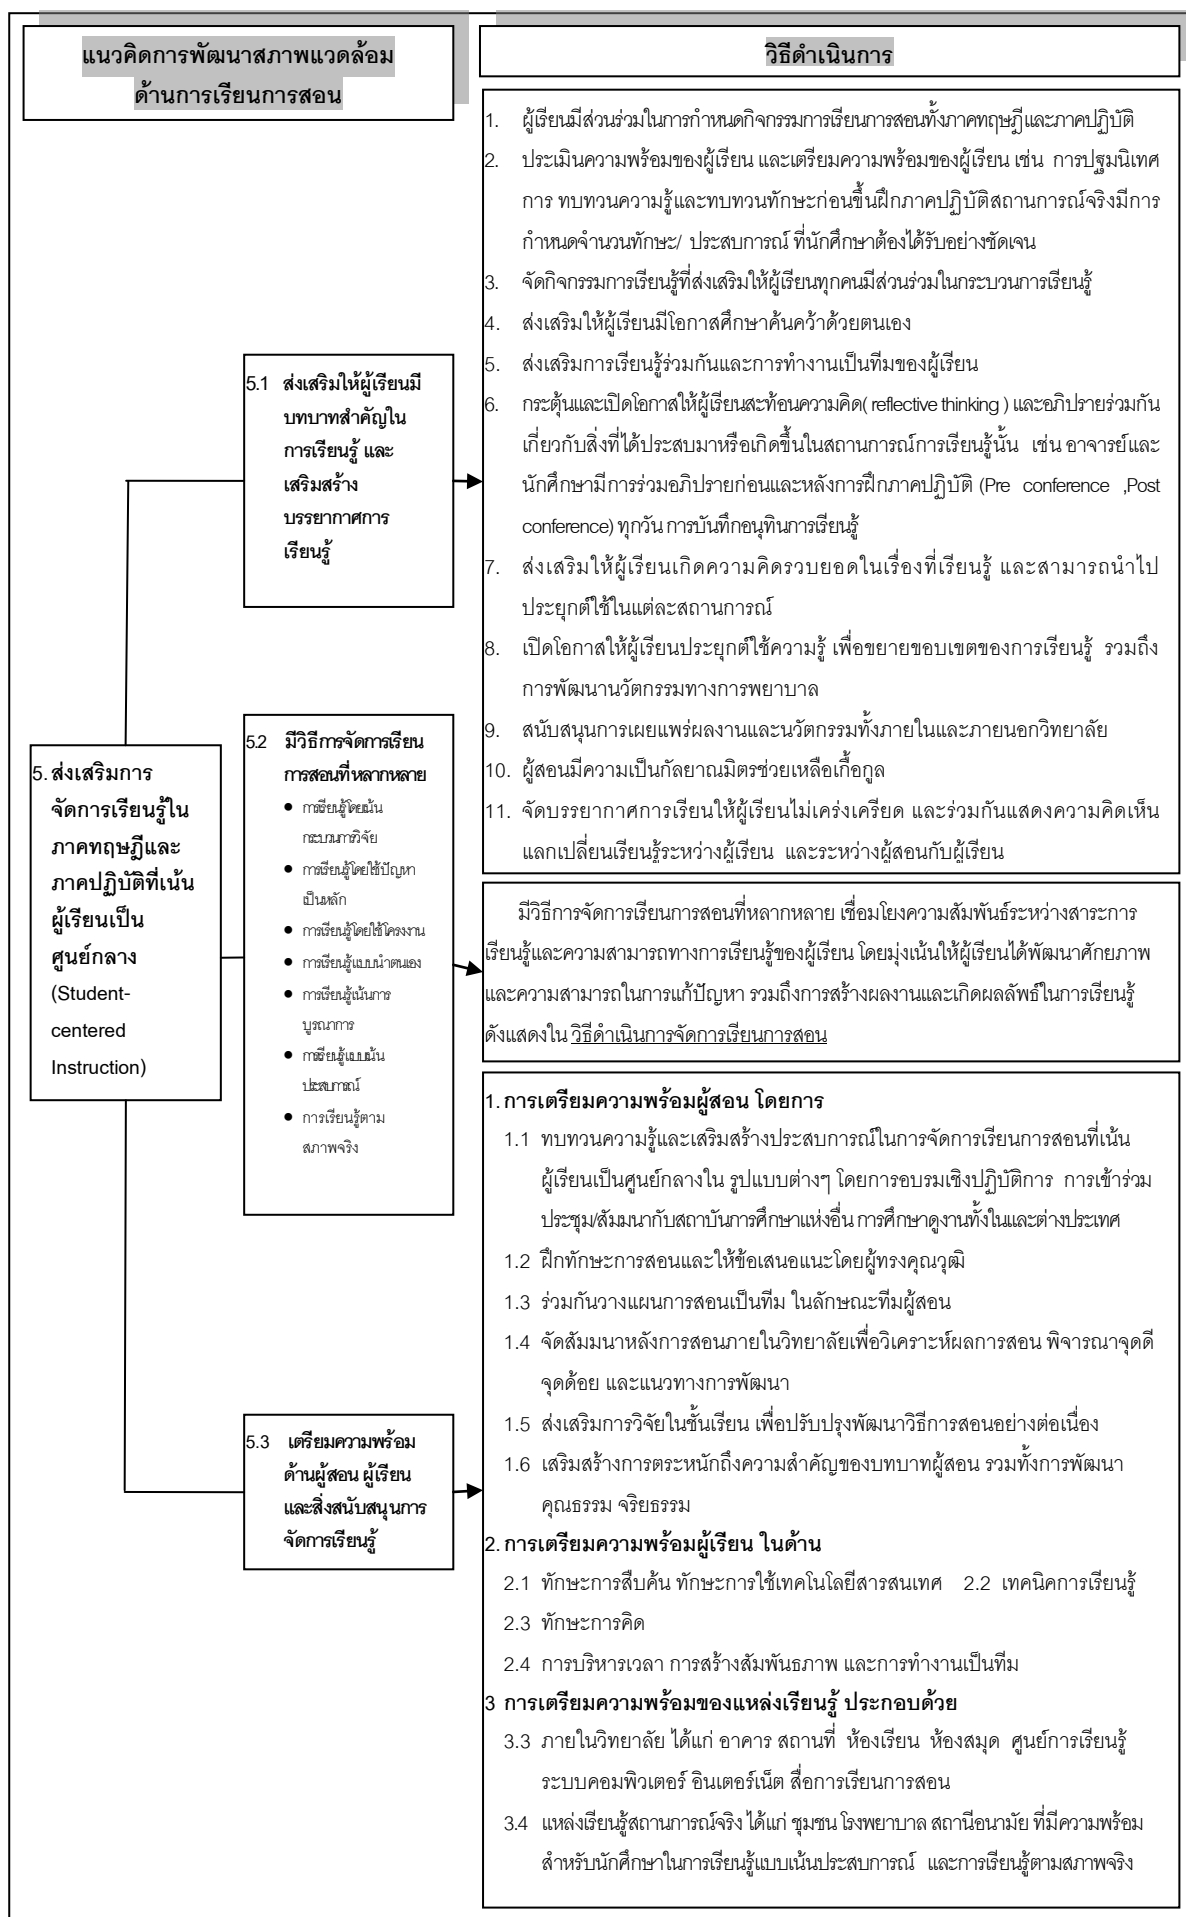 แนวคิดการพัฒนาสภาพแวดล้อม
ด้านการเรียนการสอน
วิธีดำเนินการ
5. ส่งเสริมการ
จัดการเรียนรู้ใน
ภาคทฤษฎีและ
ภาคปฏิบัติที่เน้น
ผู้เรียนเป็น
ศูนย์กลาง
(Student-
centered
Instruction)
5.1 ส่งเสริมให้ผู้เรียนมี
บทบาทสำคัญใน
การเรียนรู้ และ
เสริมสร้าง
บรรยากาศการ
เรียนรู้
1. ผู้เรียนมีส่วนร่วมในการกำหนดกิจกรรมการเรียนการสอนทั้งภาคทฤษฎีและภาคปฏิบัติ
2. ประเมินความพร้อมของผู้เรียน และเตรียมความพร้อมของผู้เรียน เช่น การปฐมนิเทศ
การ ทบทวนความรู้และทบทวนทักษะก่อนขึ้นฝึกภาคปฏิบัติสถานการณ์จริงมีการ
กำหนดจำนวนทักษะ/ ประสบการณ์ ที่นักศึกษาต้องได้รับอย่างชัดเจน
3. จัดกิจกรรมการเรียนรู้ที่ส่งเสริมให้ผู้เรียนทุกคนมีส่วนร่วมในกระบวนการเรียนรู้
4. ส่งเสริมให้ผู้เรียนมีโอกาสศึกษาค้นคว้าด้วยตนเอง
5. ส่งเสริมการเรียนรู้ร่วมกันและการทำงานเป็นทีมของผู้เรียน
6. กระตุ้นและเปิดโอกาสให้ผู้เรียนสะท้อนความคิด( reflective thinking ) และอภิปรายร่วมกัน
เกี่ยวกับสิ่งที่ได้ประสบมาหรือเกิดขึ้นในสถานการณ์การเรียนรู้นั้น เช่น อาจารย์และ
นักศึกษามีการร่วมอภิปรายก่อนและหลังการฝึกภาคปฏิบัติ (Pre conference ,Post
conference) ทุกวัน การบันทึกอนุทินการเรียนรู้
7. ส่งเสริมให้ผู้เรียนเกิดความคิดรวบยอดในเรื่องที่เรียนรู้ และสามารถนำไป
ประยุกต์ใช้ในแต่ละสถานการณ์
8. เปิดโอกาสให้ผู้เรียนประยุกต์ใช้ความรู้ เพื่อขยายขอบเขตของการเรียนรู้ รวมถึง
การพัฒนานวัตกรรมทางการพยาบาล
9. สนับสนุนการเผยแพร่ผลงานและนวัตกรรมทั้งภายในและภายนอกวิทยาลัย
10. ผู้สอนมีความเป็นกัลยาณมิตรช่วยเหลือเกื้อกูล
11. จัดบรรยากาศการเรียนให้ผู้เรียนไม่เคร่งเครียด และร่วมกันแสดงความคิดเห็น
แลกเปลี่ยนเรียนรู้ระหว่างผู้เรียน และระหว่างผู้สอนกับผู้เรียน
5.2 มีวิธีการจัดการเรียน
การสอนที่หลากหลาย
● การเรียนรู้โดยเน้น
กระบวนการวิจัย
● การเรียนรู้โดยใช้ปัญหา
เป็นหลัก
● การเรียนรู้โดยใช้โครงงาน
● การเรียนรู้แบบนำตนเอง
● การเรียนรู้เน้นการ
บูรณาการ
● การเรียนรู้แบบเน้น
ประสบการณ์
● การเรียนรู้ตาม
สภาพจริง
มีวิธีการจัดการเรียนการสอนที่หลากหลาย เชื่อมโยงความสัมพันธ์ระหว่างสาระการ
เรียนรู้และความสามารถทางการเรียนรู้ของผู้เรียน โดยมุ่งเน้นให้ผู้เรียนได้พัฒนาศักยภาพ
และความสามารถในการแก้ปัญหา รวมถึงการสร้างผลงานและเกิดผลลัพธ์ในการเรียนรู้
ดังแสดงใน วิธีดำเนินการจัดการเรียนการสอน
5.3 เตรียมความพร้อม
ด้านผู้สอน ผู้เรียน
และสิ่งสนับสนุนการ
จัดการเรียนรู้
1. การเตรียมความพร้อมผู้สอน โดยการ
1.1 ทบทวนความรู้และเสริมสร้างประสบการณ์ในการจัดการเรียนการสอนที่เน้น
ผู้เรียนเป็นศูนย์กลางใน รูปแบบต่างๆ โดยการอบรมเชิงปฏิบัติการ การเข้าร่วม
ประชุม/สัมมนากับสถาบันการศึกษาแห่งอื่น การศึกษาดูงานทั้งในและต่างประเทศ
1.2 ฝึกทักษะการสอนและให้ข้อเสนอแนะโดยผู้ทรงคุณวุฒิ
1.3 ร่วมกันวางแผนการสอนเป็นทีม ในลักษณะทีมผู้สอน
1.4 จัดสัมมนาหลังการสอนภายในวิทยาลัยเพื่อวิเคราะห์ผลการสอน พิจารณาจุดดี
จุดด้อย และแนวทางการพัฒนา
1.5 ส่งเสริมการวิจัยในชั้นเรียน เพื่อปรับปรุงพัฒนาวิธีการสอนอย่างต่อเนื่อง
1.6 เสริมสร้างการตระหนักถึงความสำคัญของบทบาทผู้สอน รวมทั้งการพัฒนา
คุณธรรม จริยธรรม
2. การเตรียมความพร้อมผู้เรียน ในด้าน
2.1 ทักษะการสืบค้น ทักษะการใช้เทคโนโลยีสารสนเทศ 2.2 เทคนิคการเรียนรู้
2.3 ทักษะการคิด
2.4 การบริหารเวลา การสร้างสัมพันธภาพ และการทำงานเป็นทีม
3 การเตรียมความพร้อมของแหล่งเรียนรู้ ประกอบด้วย
3.3 ภายในวิทยาลัย ได้แก่ อาคาร สถานที่ ห้องเรียน ห้องสมุด ศูนย์การเรียนรู้
ระบบคอมพิวเตอร์ อินเตอร์เน็ต สื่อการเรียนการสอน
3.4 แหล่งเรียนรู้สถานการณ์จริง ได้แก่ ชุมชน โรงพยาบาล สถานีอนามัย ที่มีความพร้อม
สำหรับนักศึกษาในการเรียนรู้แบบเน้นประสบการณ์ และการเรียนรู้ตามสภาพจริง